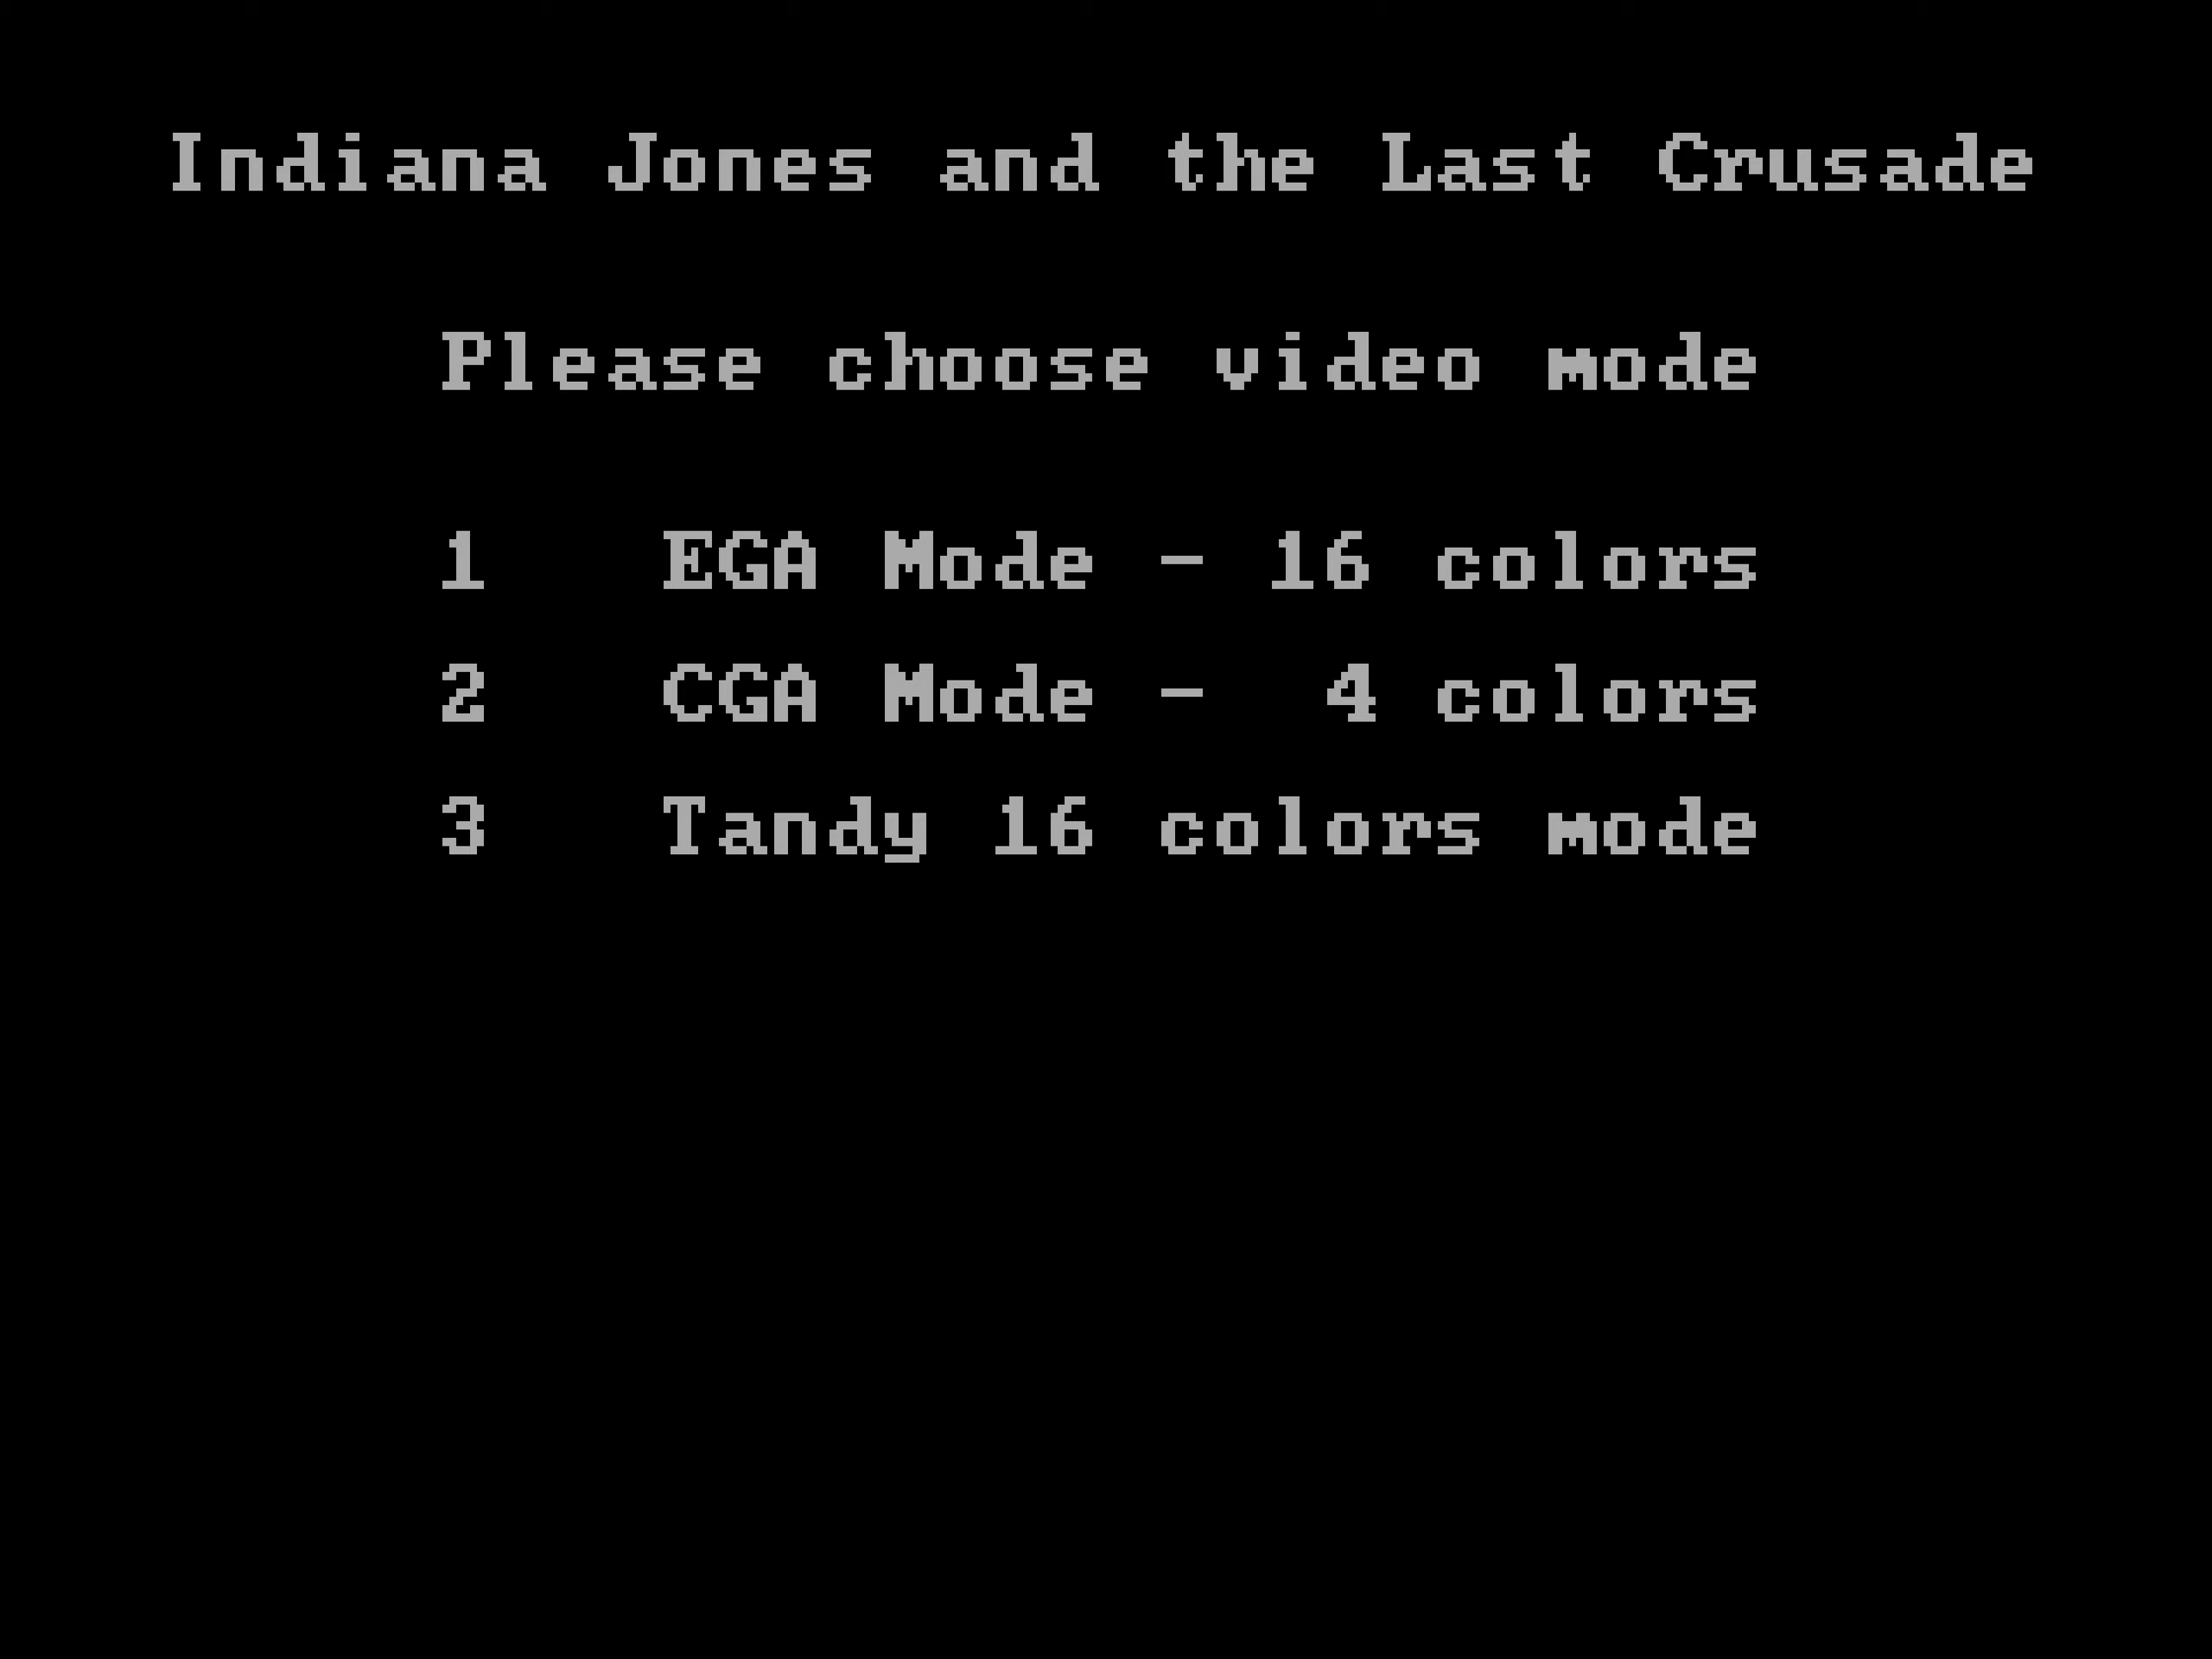 Indiana Jones and the Last Crusade
Please choose video mode
1   EGA Mode - 16 colors
2   CGA Mode -  4 colors
3   Tandy 16 colors mode